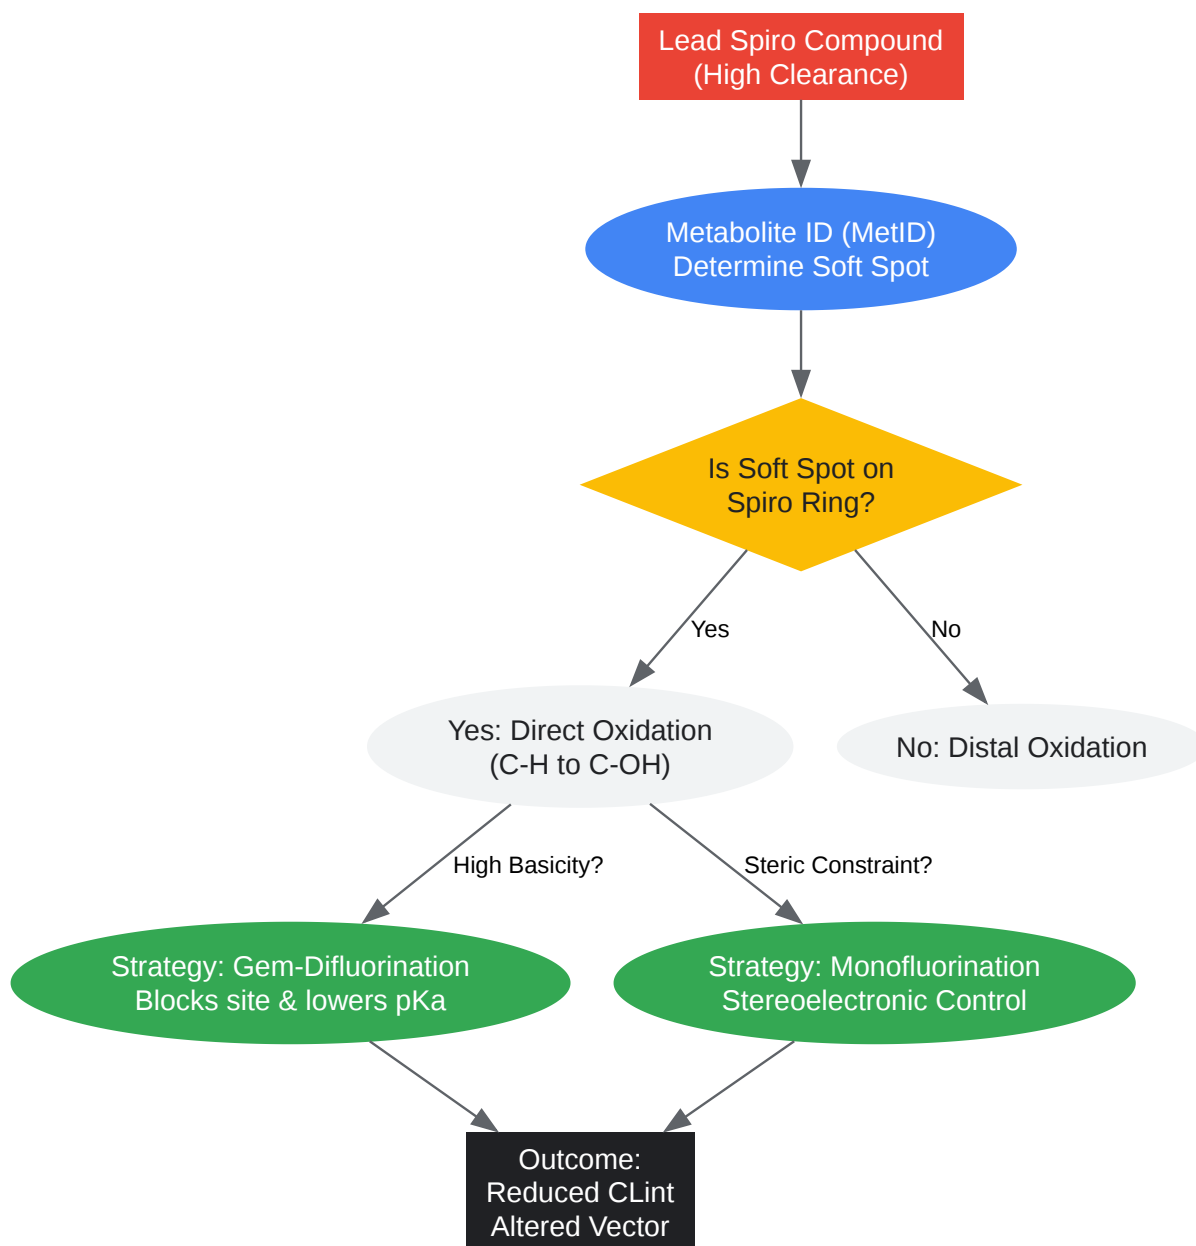 Lead Spiro Compound
(High Clearance)
Metabolite ID (MetID)
Determine Soft Spot
Is Soft Spot on
Spiro Ring?
Yes
No
Yes: Direct Oxidation
(C-H to C-OH)
No: Distal Oxidation
High Basicity?
Steric Constraint?
Strategy: Gem-Difluorination
Blocks site & lowers pKa
Strategy: Monofluorination
Stereoelectronic Control
Outcome:
Reduced CLint
Altered Vector